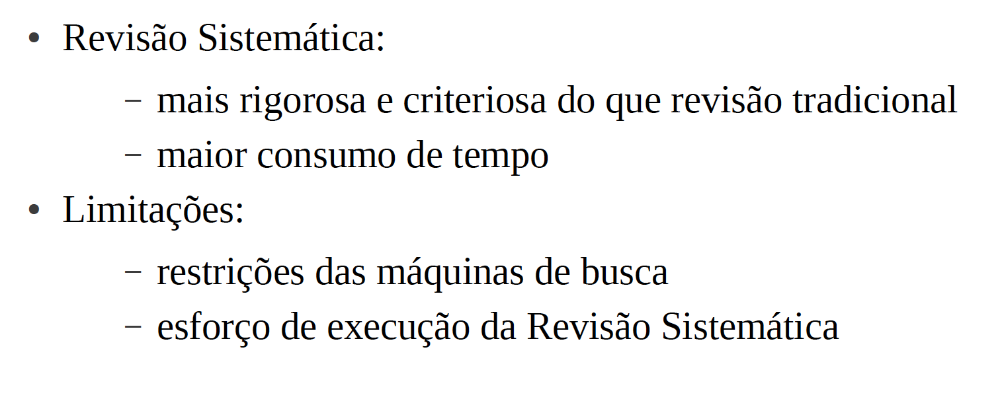 • Revisão Sistemática:
– mais rigorosa e criteriosa do que revisão tradicional
– maior consumo de tempo
• Limitações:
– restrições das máquinas de busca
– esforço de execução da Revisão Sistemática